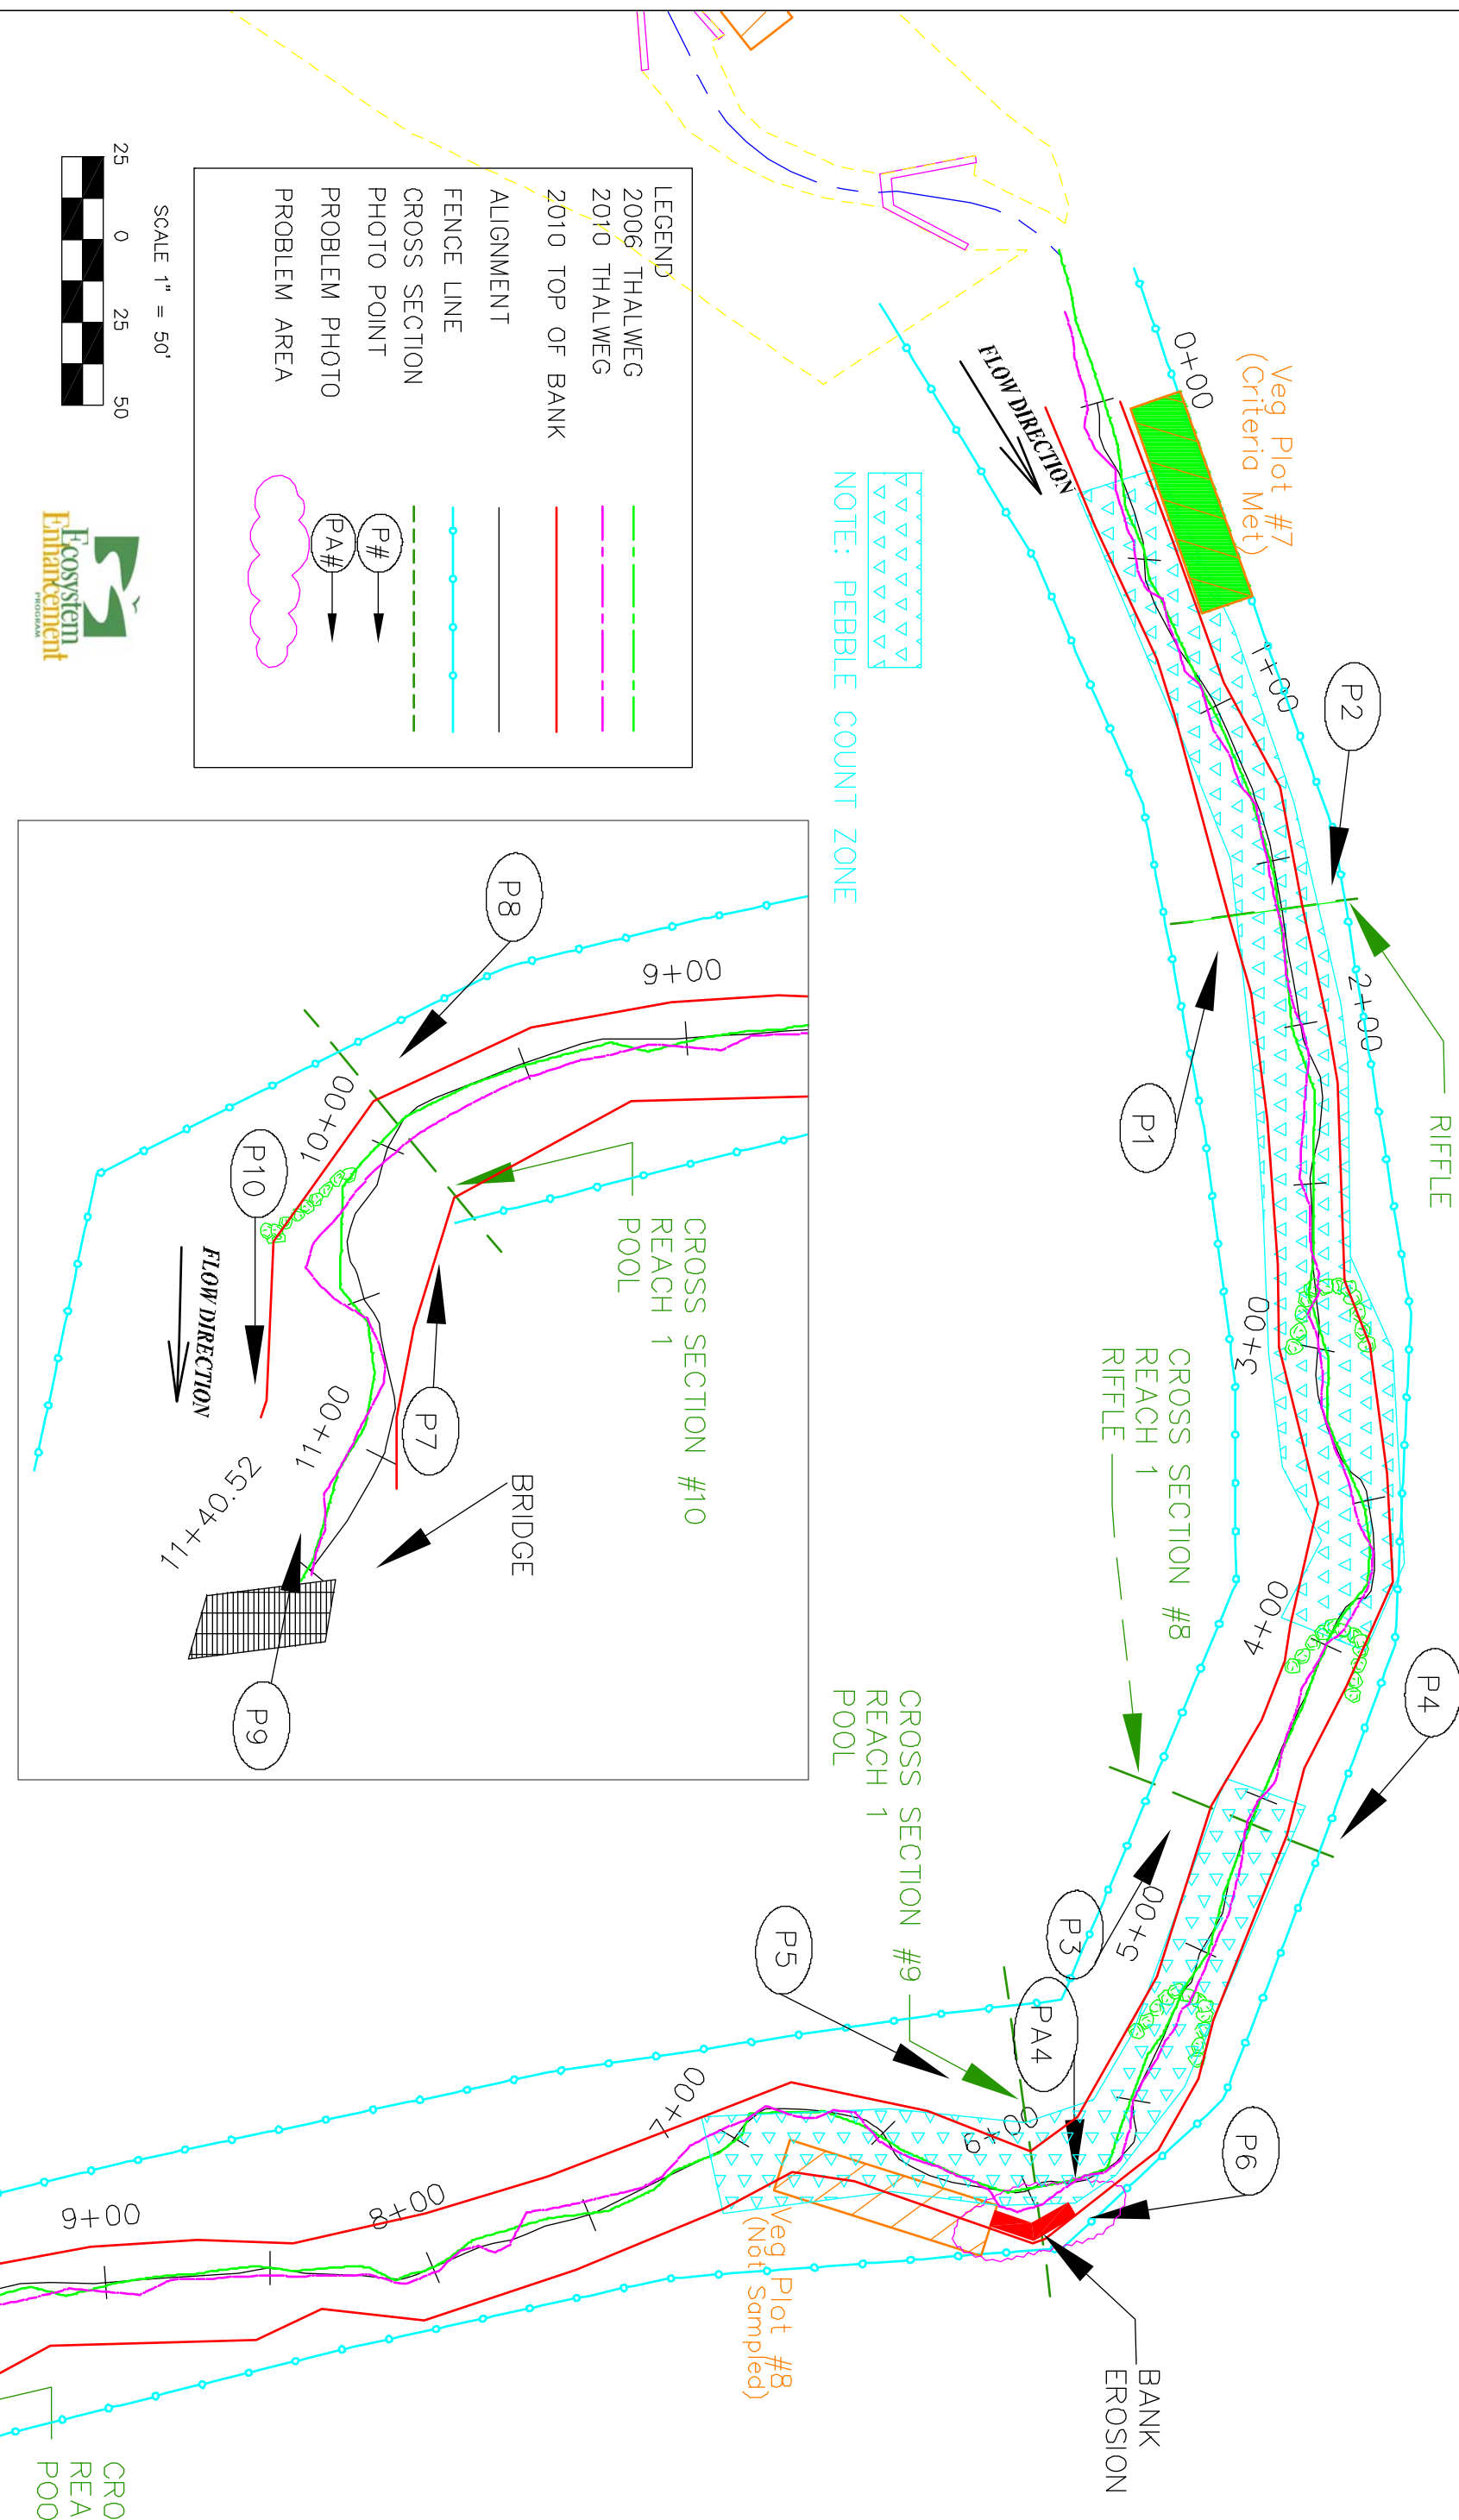 Veg Plot #7
(Criteria Met)
0+00
FLOW DIRECTION
1+00
P2
RIFFLE
2+00
P1
3+00
CROSS SECTION #8
REACH 1
RIFFLE
4+00
P4
5+00
P3
PA4
P6
6+00
CROSS SECTION #9
REACH 1
POOL
P5
BANK
EROSION
Veg Plot #8
(Not Sampled)
7+00
8+00
9+00
CRO
REA
POO
NOTE: PEBBLE COUNT ZONE
LEGEND
2006 THALWEG
2010 THALWEG
2010 TOP OF BANK
ALIGNMENT
FENCE LINE
CROSS SECTION
PHOTO POINT
P#
PROBLEM PHOTO
PA#
PROBLEM AREA
SCALE 1" = 50'
25 0 25 50
Ecosystem
Enhancement
PROGRAM
9+00
P8
CROSS SECTION #10
REACH 1
POOL
10+00
P10
P7
FLOW DIRECTION
11+00
BRIDGE
11+40.52
P9